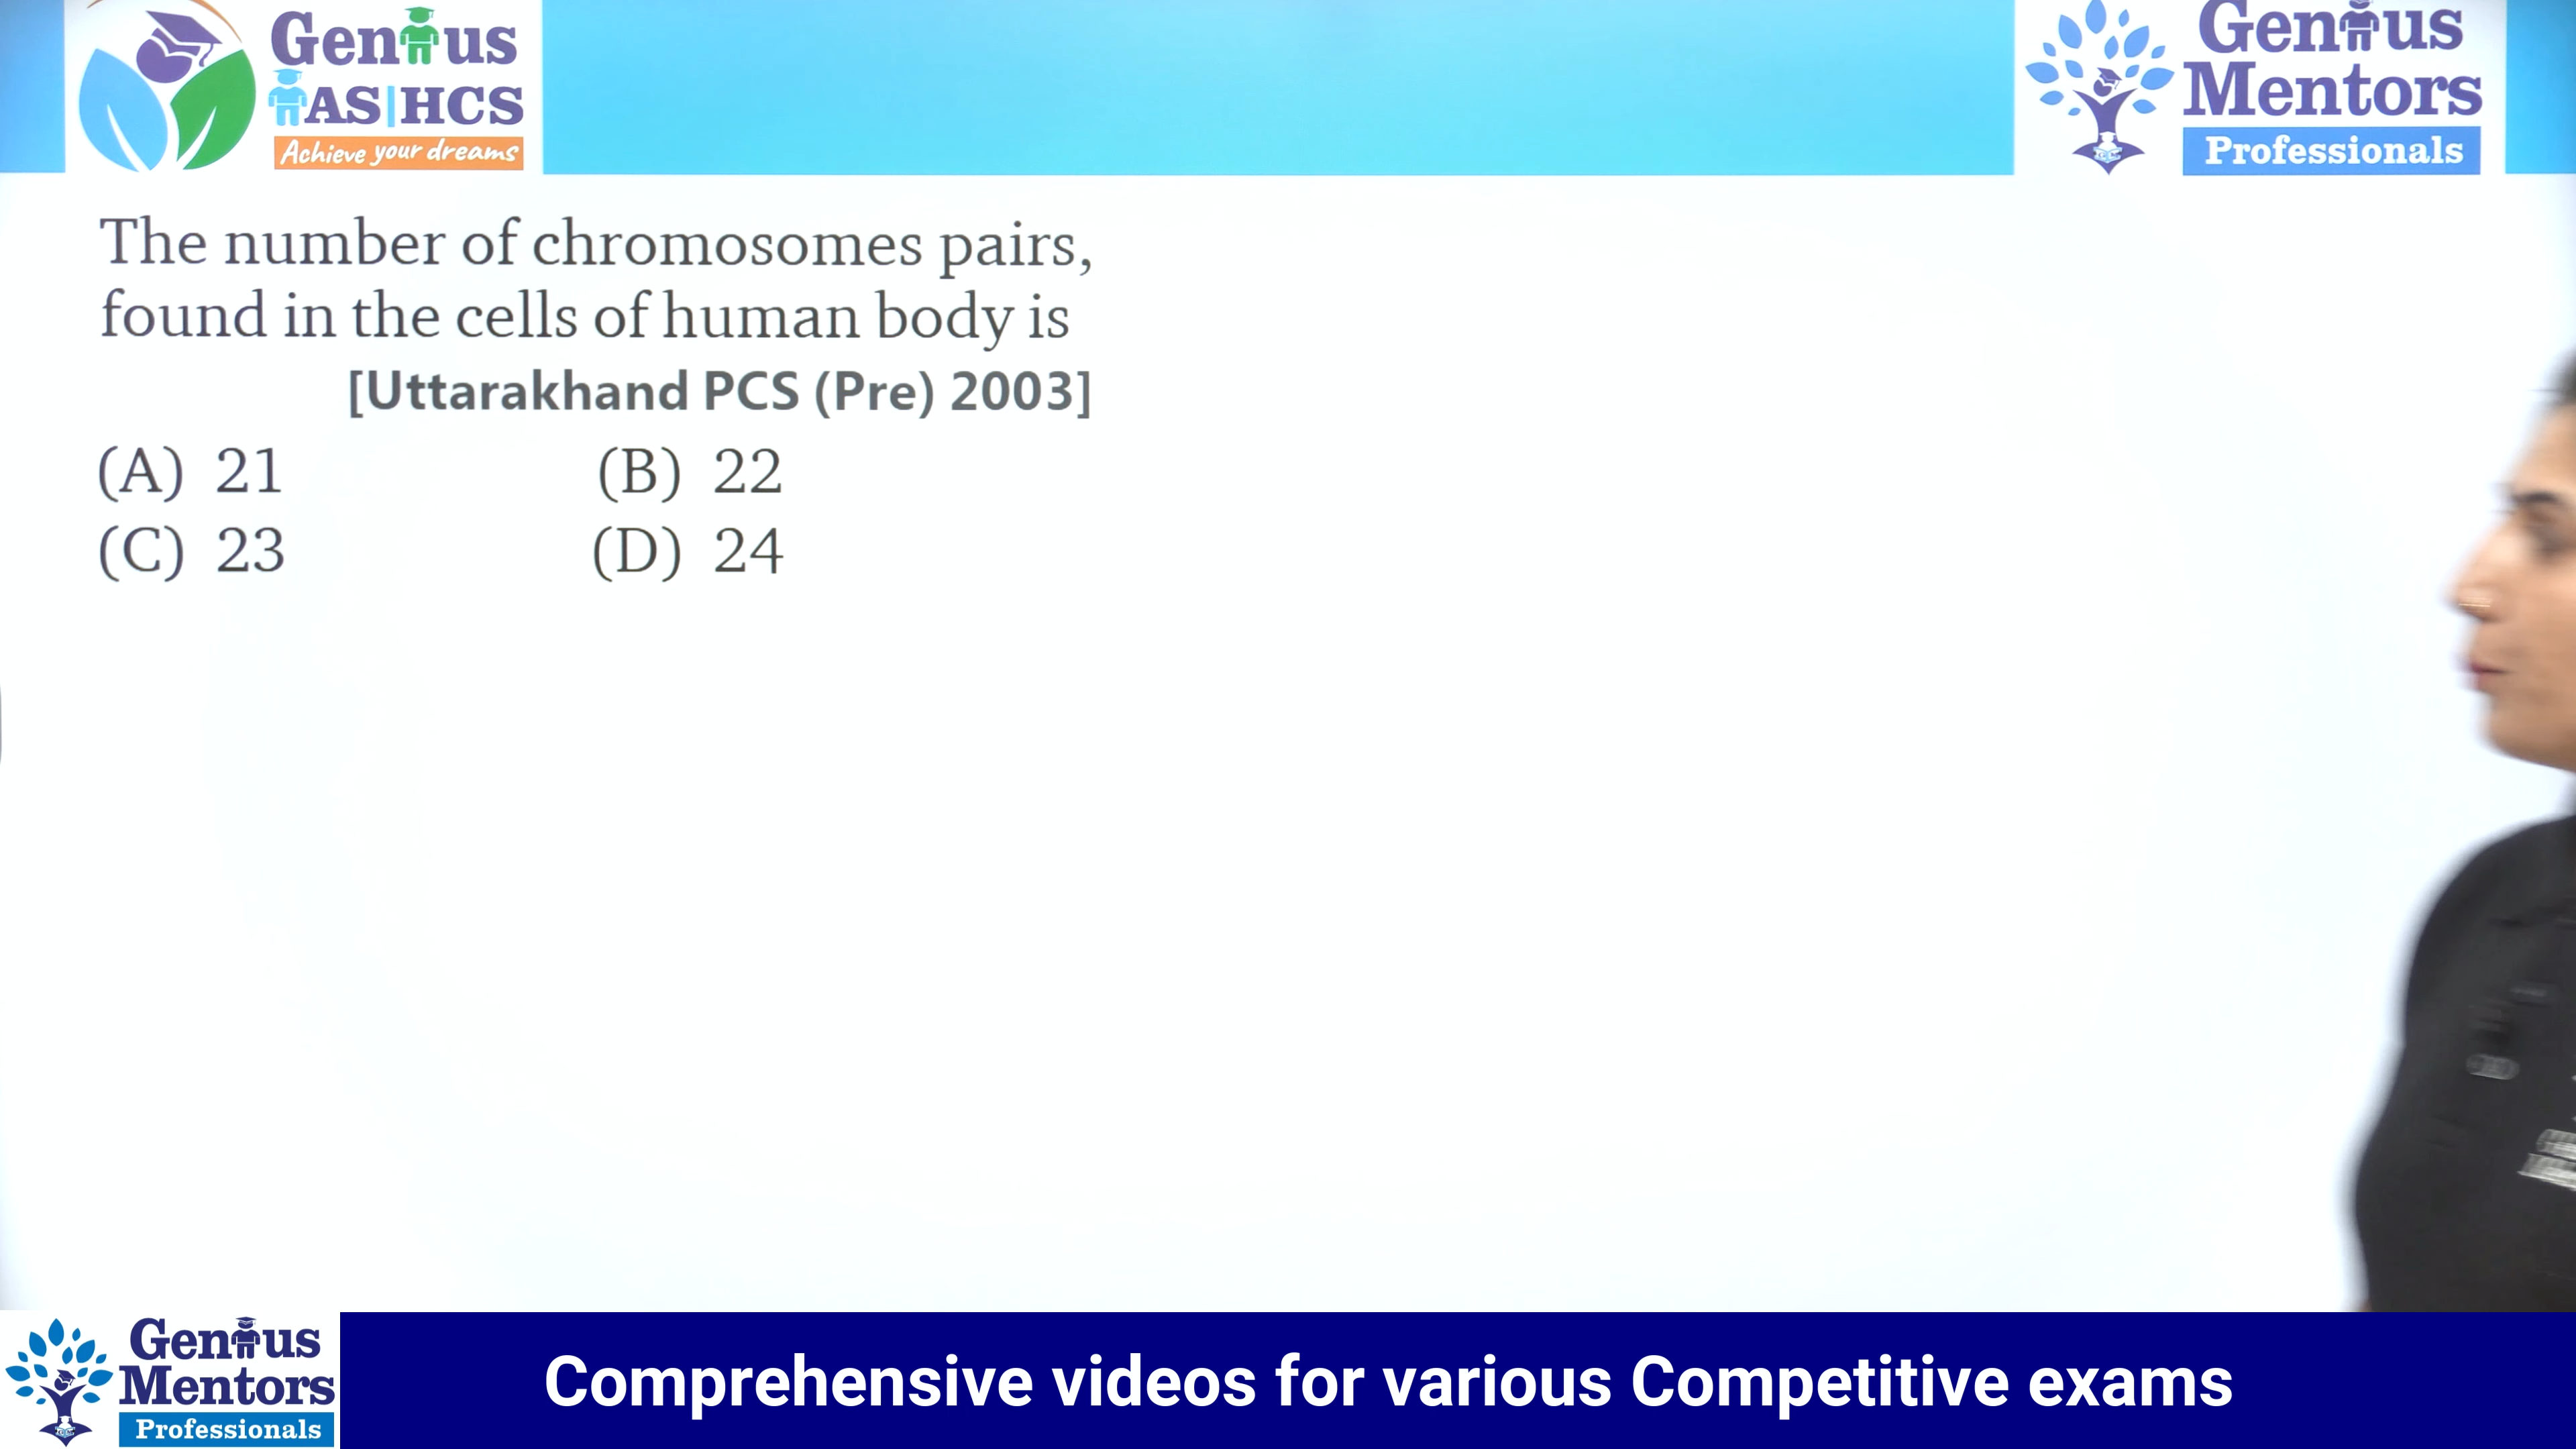 Genius
IAS|HCS
Achieve your dreams
Genius
Mentors
Professionals
The number of chromosomes pairs,
found in the cells of human body is
[Uttarakhand PCS (Pre) 2003]
(A) 21 (B) 22
(C) 23 (D) 24
Genius
Mentors
Professionals
Comprehensive videos for various Competitive exams